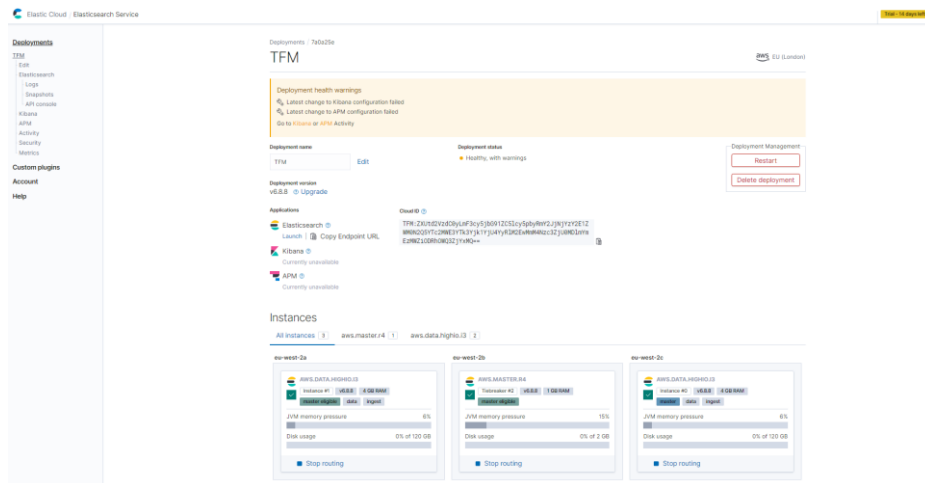 Elastic Cloud Elasticsearch Service
Trial - 14 days left
Deployments
TFM
Edit
Elasticsearch
Logs
Snapshots
API console
Kibana
APM
Activity
Security
Metrics
Custom plugins
Account
Help
Deployments / 7a0a25e
TFM
aws EU (London)
Deployment health warnings
Latest change to Kibana configuration failed
Latest change to APM configuration failed
Go to Kibana or APM Activity
Deployment name
TFM Edit
Deployment status
Healthy, with warnings
Deployment Management
Restart
Delete deployment
Deployment version
v6.8.8 Upgrade
Applications
Elasticsearch
Launch | Copy Endpoint URL
Kibana
Currently unavailable
APM
Currently unavailable
Cloud ID
Instances
All instances 3 aws.master.r4 1 aws.data.highio.i3 2
eu-west-2a
AWS.DATA.HIGHIO.I3
Instance #1 v6.8.8 4 GB RAM
master eligible data ingest
JVM memory pressure 6%
Disk usage 0% of 120 GB
Stop routing
eu-west-2b
AWS.MASTER.R4
Tiebreaker #2 v6.8.8 1 GB RAM
master eligible
JVM memory pressure 15%
Disk usage 0% of 2 GB
Stop routing
eu-west-2c
AWS.DATA.HIGHIO.I3
Instance #0 v6.8.8 4 GB RAM
master data ingest
JVM memory pressure 6%
Disk usage 0% of 120 GB
Stop routing